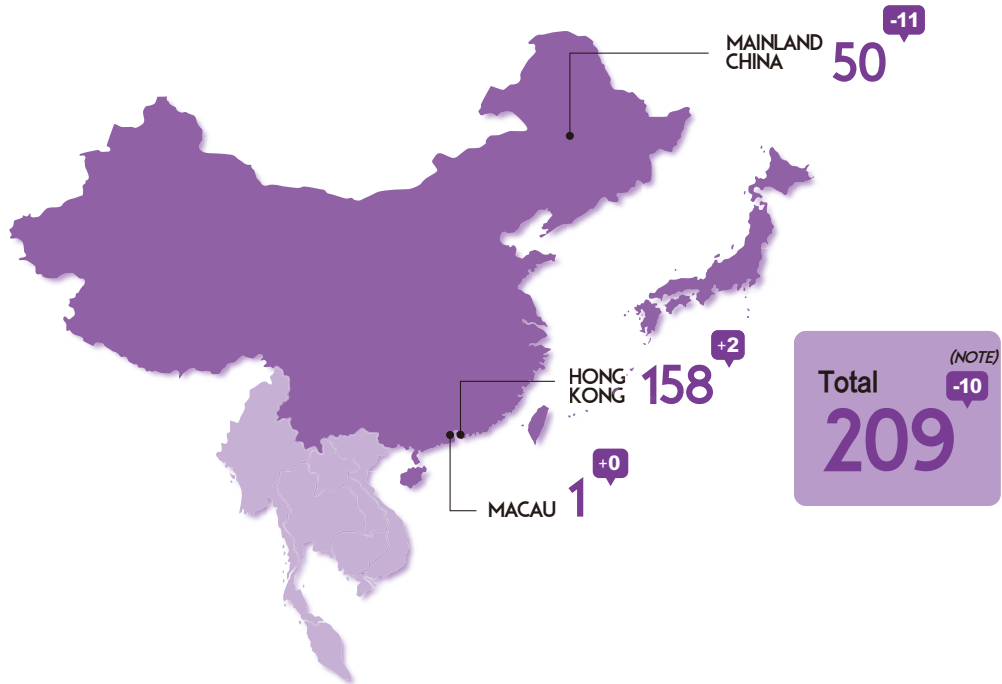 -11
MAINLAND
CHINA
50
+2
HONG
KONG
158
+0
MACAU
1
(NOTE)
Total
-10
209